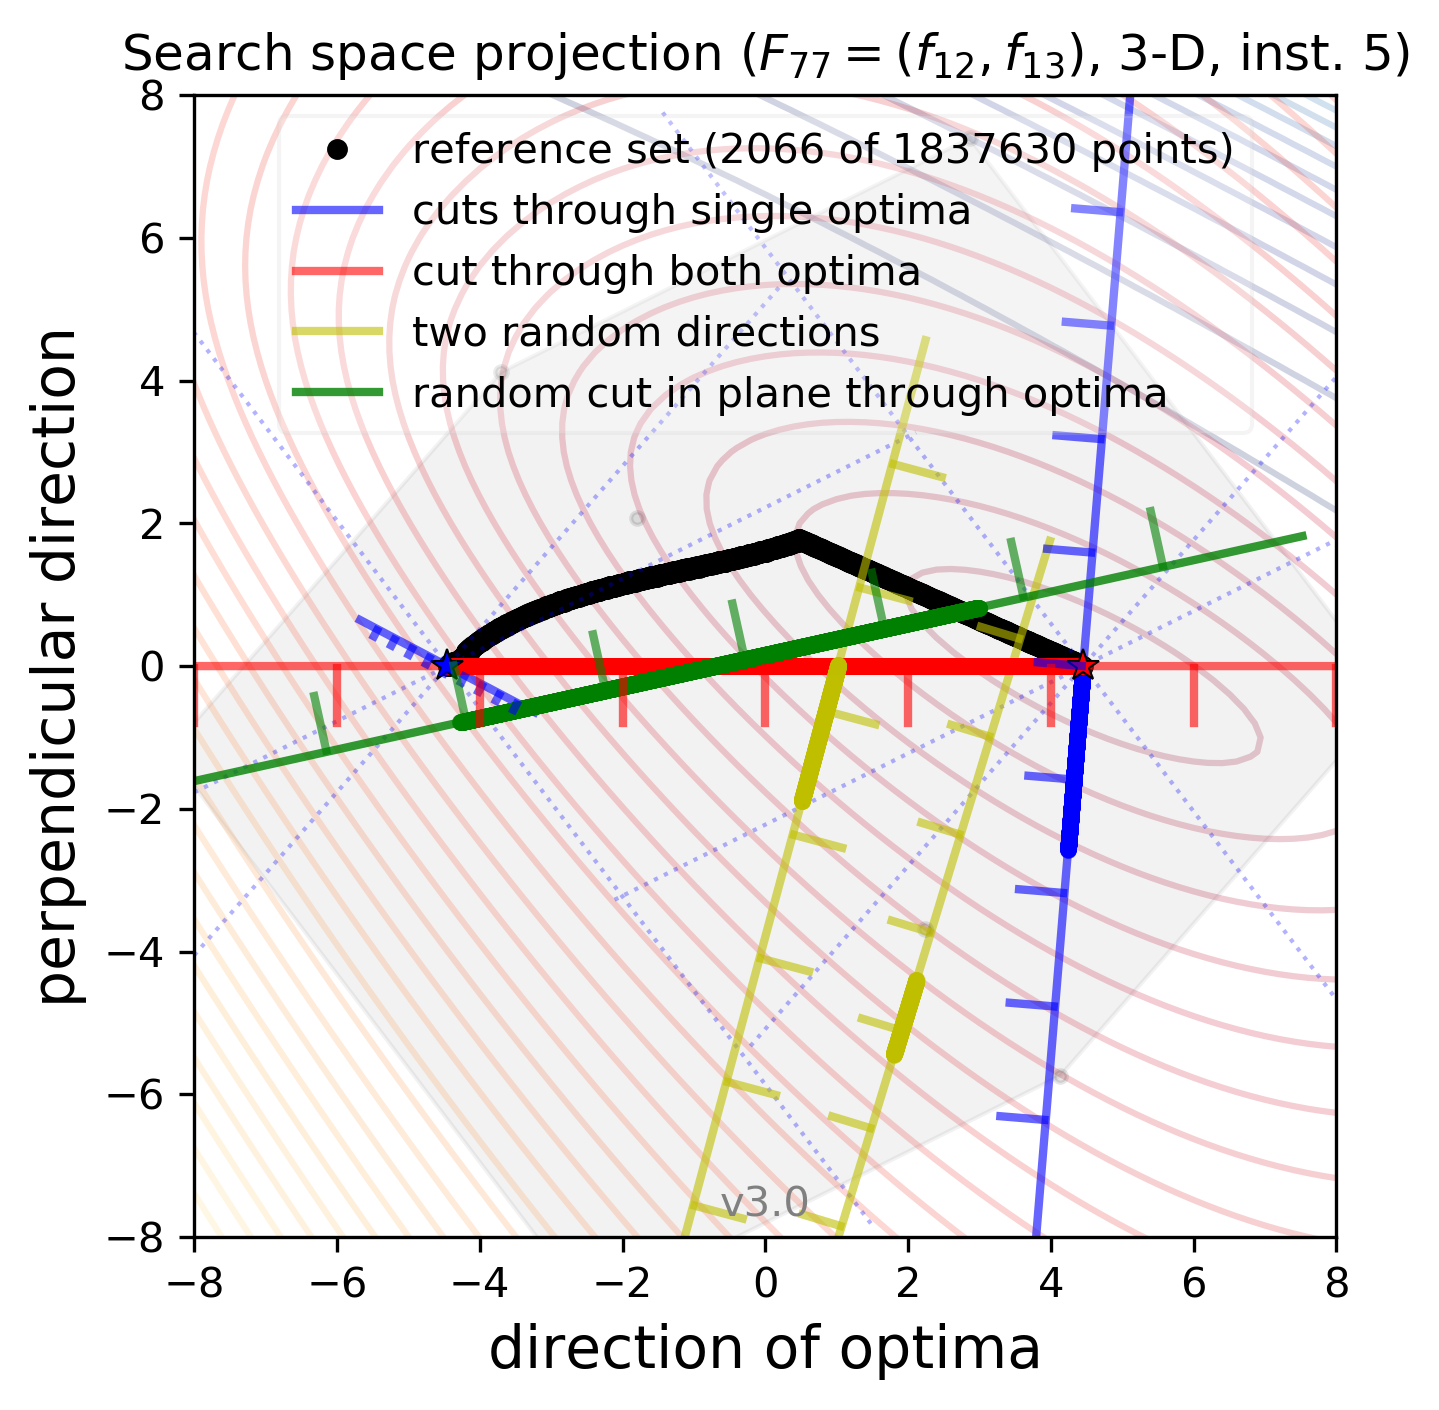 Search space projection (F₇₇ = (f₁₂, f₁₃), 3-D, inst. 5)
reference set (2066 of 1837630 points)
cuts through single optima
cut through both optima
two random directions
random cut in plane through optima
perpendicular direction
8
6
4
2
0
−2
−4
−6
−8
v3.0
−8 −6 −4 −2 0 2 4 6 8
direction of optima